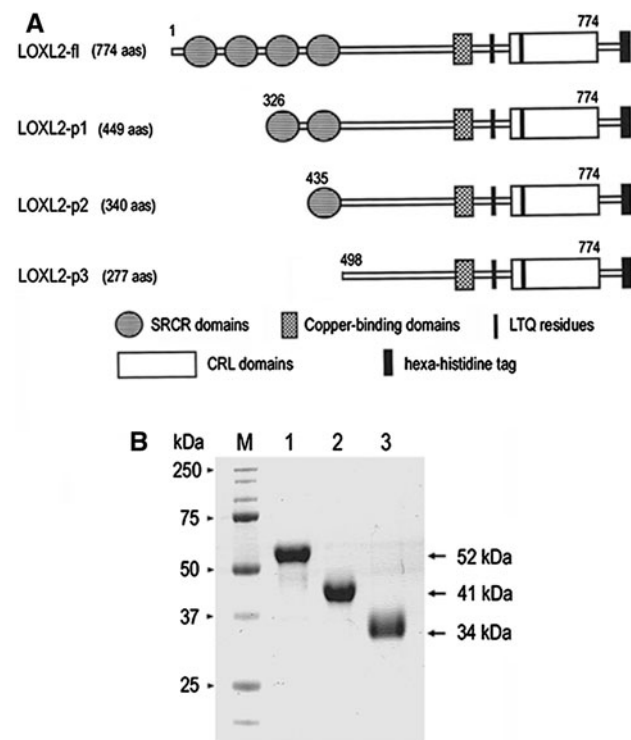 A
1
774
LOXL2-fl (774 aas)
326
774
LOXL2-p1 (449 aas)
435
774
LOXL2-p2 (340 aas)
498
774
LOXL2-p3 (277 aas)
SRCR domains
Copper-binding domains
LTQ residues
CRL domains
hexa-histidine tag
B
kDa M 1 2 3
250
75
50
37
25
52 kDa
41 kDa
34 kDa